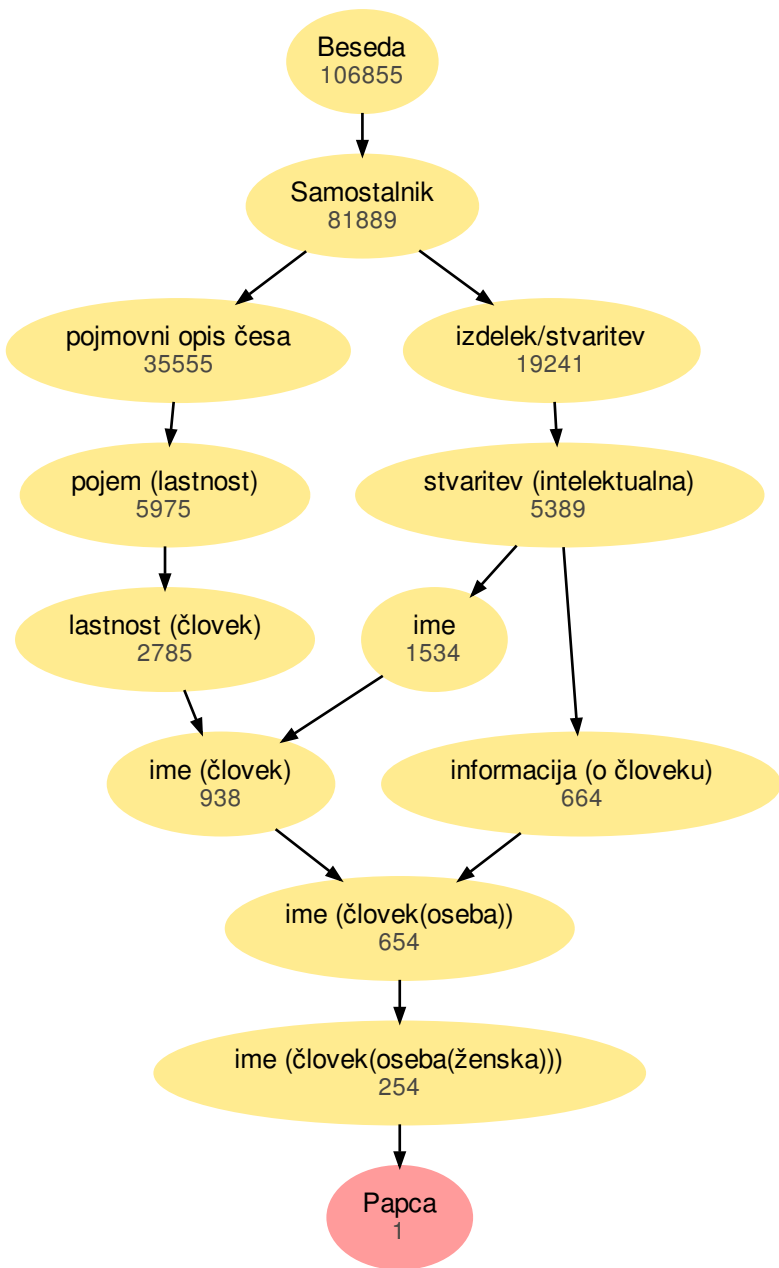 Beseda
106855
Samostalnik
81889
pojmovni opis česa
35555
izdelek/stvaritev
19241
pojem (lastnost)
5975
stvaritev (intelektualna)
5389
lastnost (človek)
2785
ime
1534
ime (človek)
938
informacija (o človeku)
664
ime (človek(oseba))
654
ime (človek(oseba(ženska)))
254
Papca
1